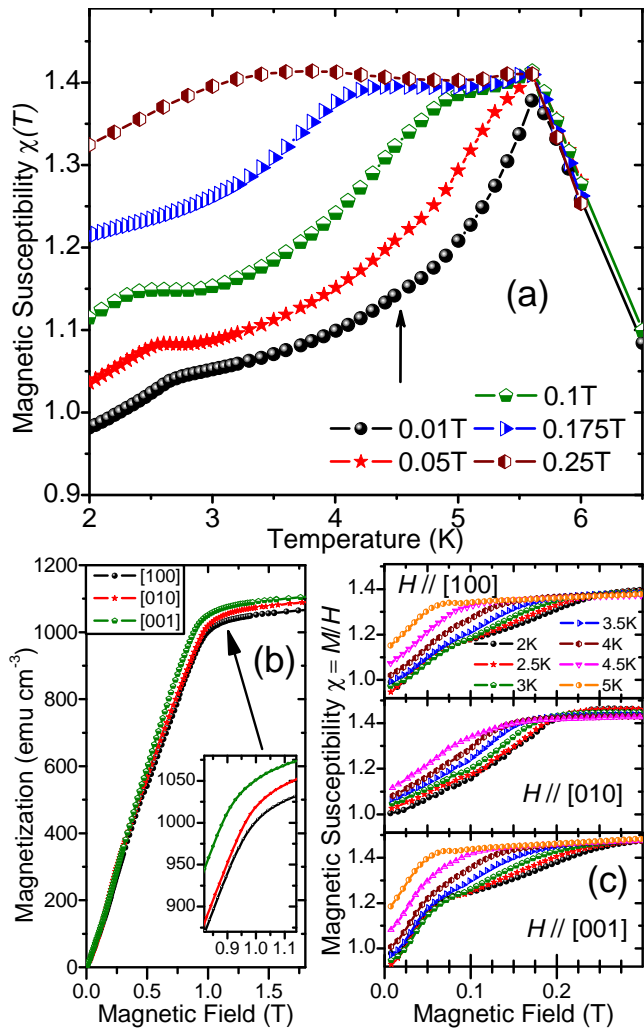 1.4
1.3
1.2
1.1
1.0
0.9
Magnetic Susceptibility χ(T)
(a)
0.1T
0.01T
0.175T
0.05T
0.25T
2
3
4
5
6
Temperature (K)
1200
1000
800
600
400
200
0
Magnetization (emu cm⁻³)
[100]
[010]
[001]
(b)
1050
1000
950
900
0.9
1.0
1.1
0.0
0.5
1.0
1.5
Magnetic Field (T)
Magnetic Susceptibility χ = M/H
H // [100]
1.4
1.2
1.0
3.5K
2K
4K
2.5K
4.5K
3K
5K
1.4
1.2
1.0
H // [010]
1.4
1.2
1.0
(c)
H // [001]
0.0
0.1
0.2
Magnetic Field (T)